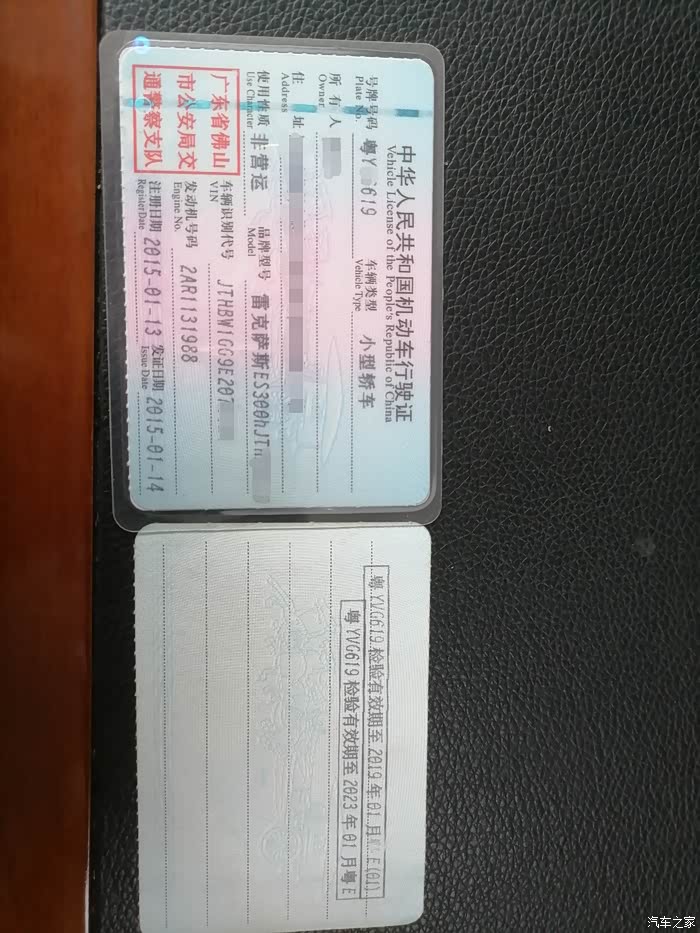 中华人民共和国机动车行驶证
Vehicle License of the People's Republic of China
号牌号码 粤Y 619 车辆类型 小型轿车
Plate No. Vehicle Type
所有人
Owner
住址
Address
使用性质 非营运 品牌型号 雷克萨斯ES300hJTH
Use Character Model
广东省佛山
市公安局交
通警察支队
车辆识别代号 JTHBW1GG9E207
VIN
发动机号码 2AR1131988
Engine No.
注册日期 2015-01-13 发证日期 2015-01-14
Register Date Issue Date
粤YVG619检验有效期至2019年01月 E(01)
粤YVG619检验有效期至2023年01月粤E
汽车之家